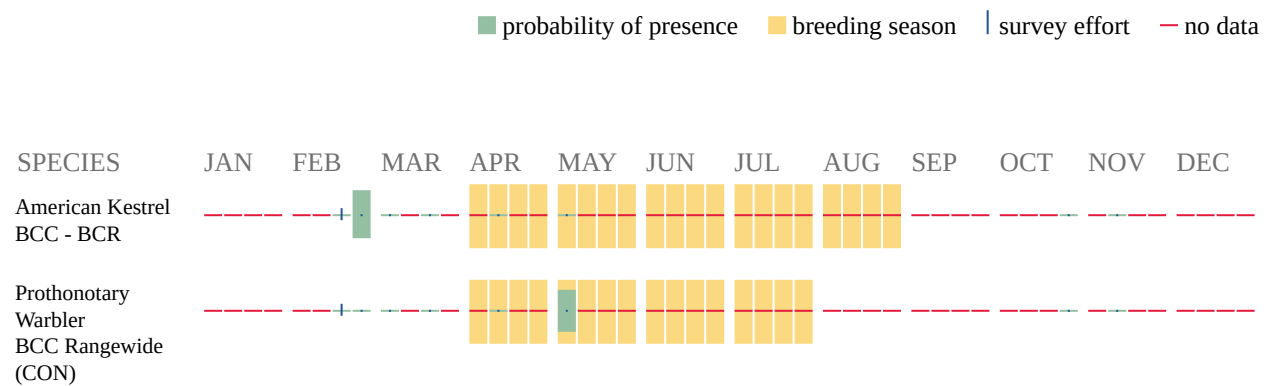 probability of presence breeding season survey effort no data
SPECIES JAN FEB MAR APR MAY JUN JUL AUG SEP OCT NOV DEC
American Kestrel
BCC - BCR
Prothonotary
Warbler
BCC Rangewide
(CON)